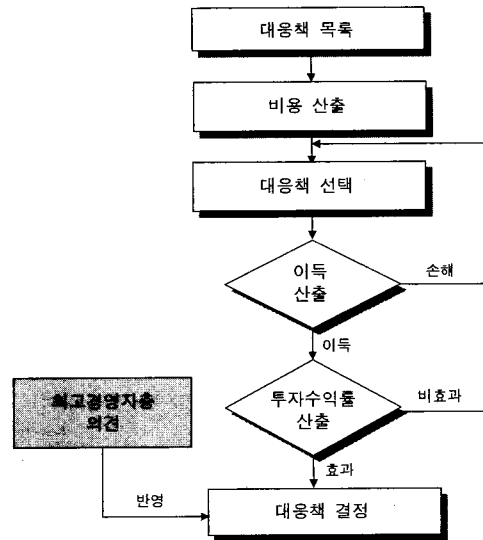 대응책 목록
비용 산출
대응책 선택
이득
산출
손해
이득
최고경영자층
의견
투자수익률
산출
비효과
효과
반영
대응책 결정